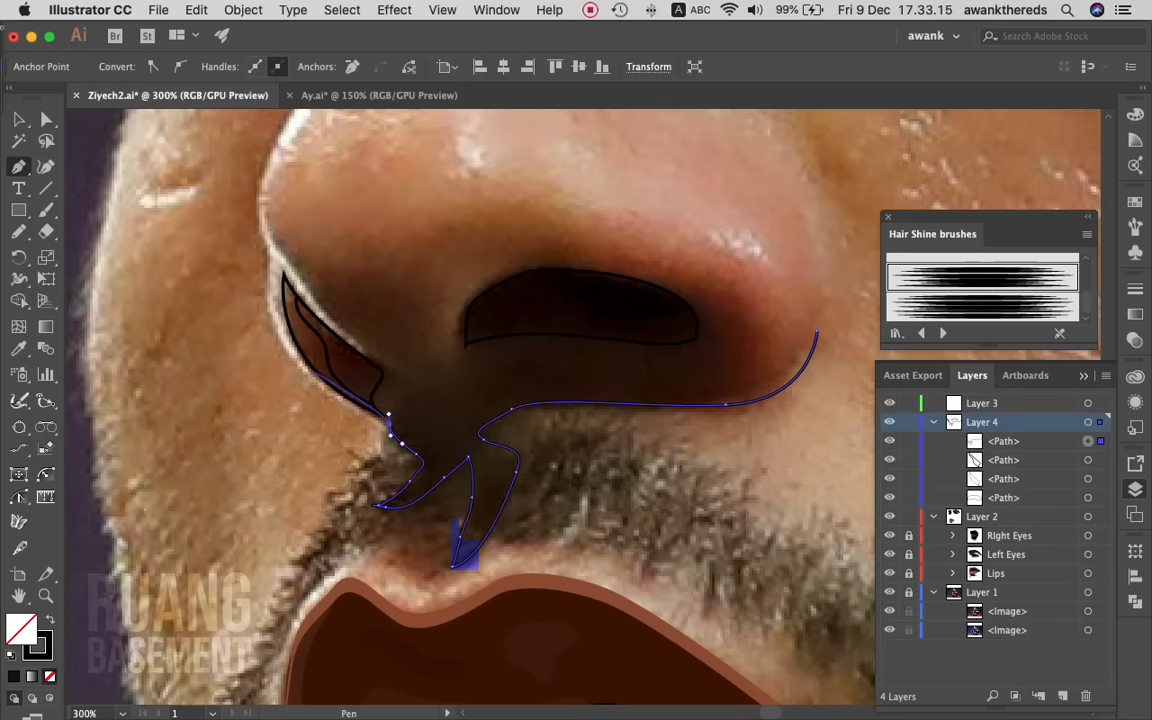 Illustrator CC File Edit Object Type Select Effect View Window Help A ABC 99% Fri 9 Dec 17.33.15 awankthereds
Ai Br St awank Search Adobe Stock
Anchor Point Convert: Handles: Anchors: Transform
Ziyech2.ai* @ 300% (RGB/GPU Preview) Ay.ai* @ 150% (RGB/GPU Preview)
Hair Shine brushes
Asset Export Layers Artboards
Layer 3
Layer 4
<Path>
<Path>
<Path>
<Path>
Layer 2
RIght Eyes
Left Eyes
Lips
Layer 1
<Image>
<Image>
RUANG
BASEMENT
4 Layers
300% 1 Pen